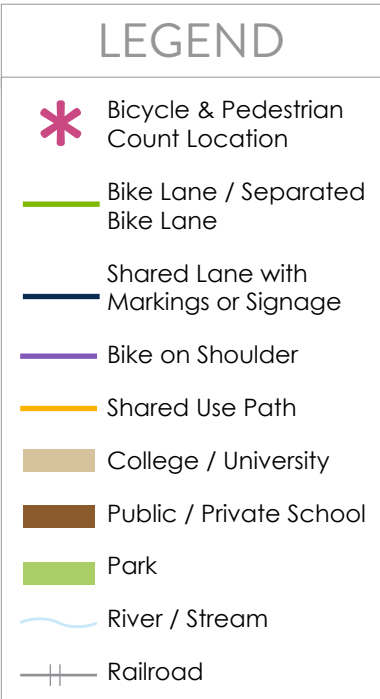 LEGEND
Bicycle & Pedestrian
Count Location
Bike Lane / Separated
Bike Lane
Shared Lane with
Markings or Signage
Bike on Shoulder
Shared Use Path
College / University
Public / Private School
Park
River / Stream
Railroad